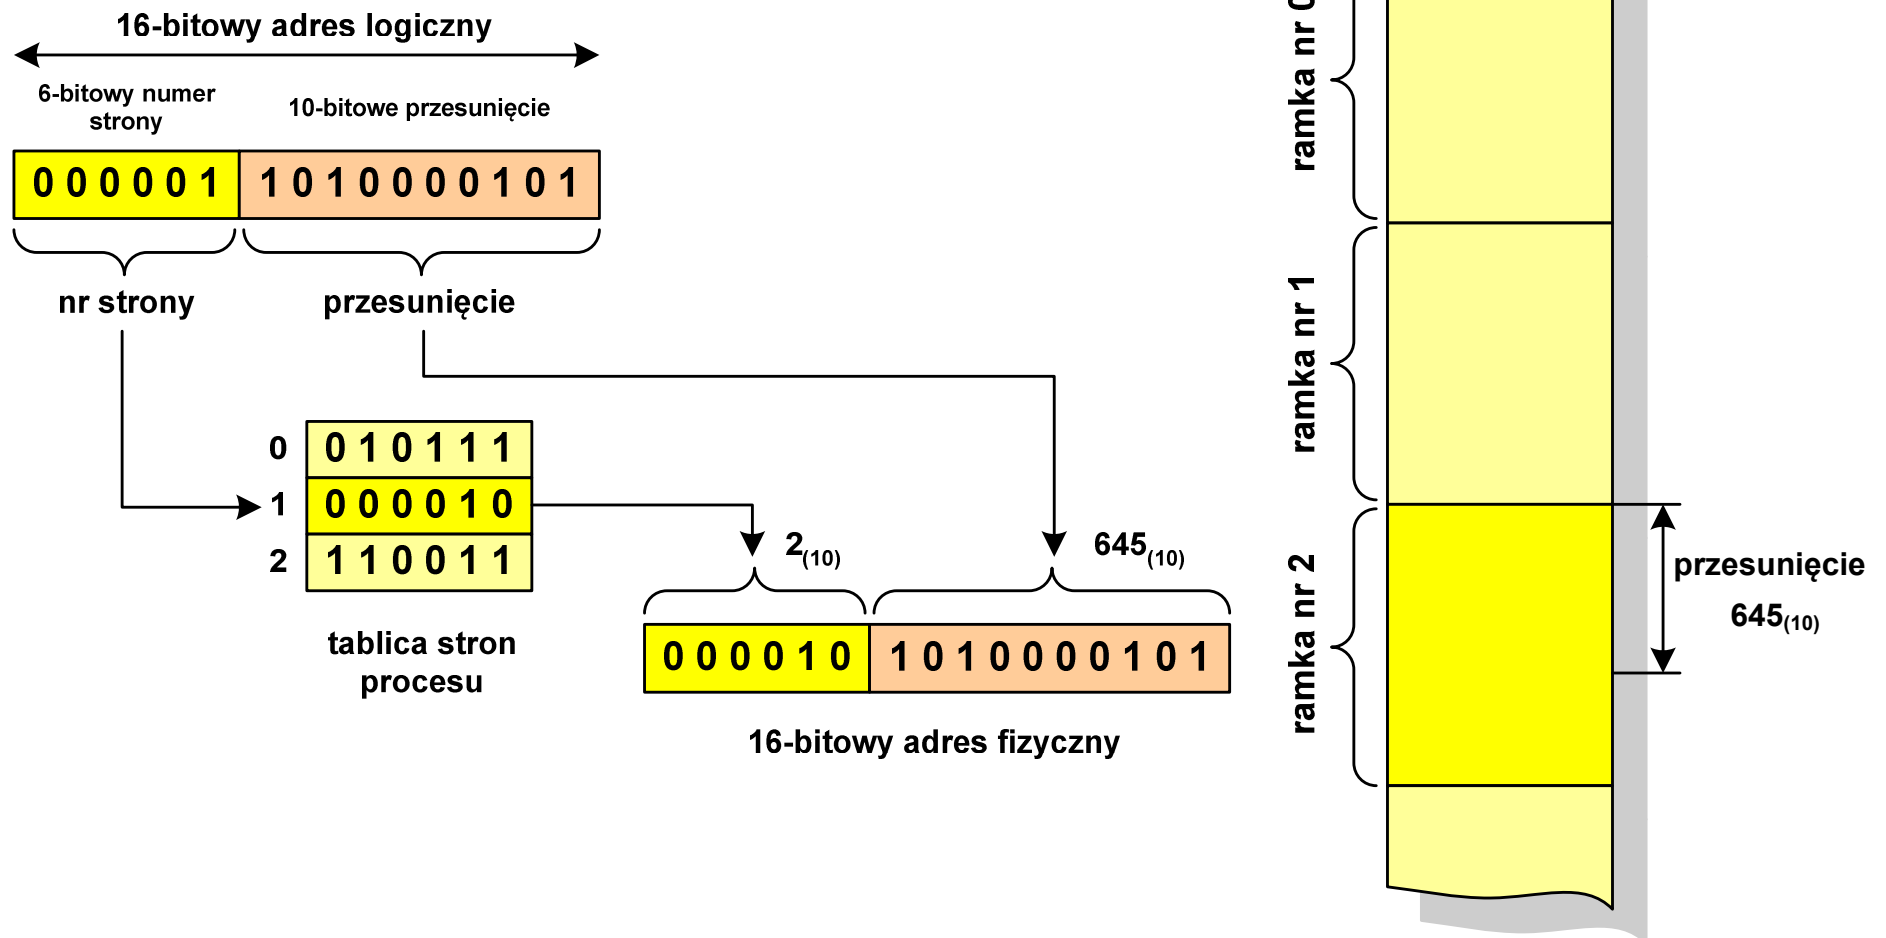 16-bitowy adres logiczny
6-bitowy numer
strony
10-bitowe przesunięcie
0 0 0 0 0 1
1 0 1 0 0 0 0 1 0 1
nr strony
przesunięcie
0
0 1 0 1 1 1
1
0 0 0 0 1 0
2
1 1 0 0 1 1
tablica stron
procesu
2(10)
645(10)
0 0 0 0 1 0
1 0 1 0 0 0 0 1 0 1
16-bitowy adres fizyczny
ramka nr 0
ramka nr 1
ramka nr 2
przesunięcie
645(10)